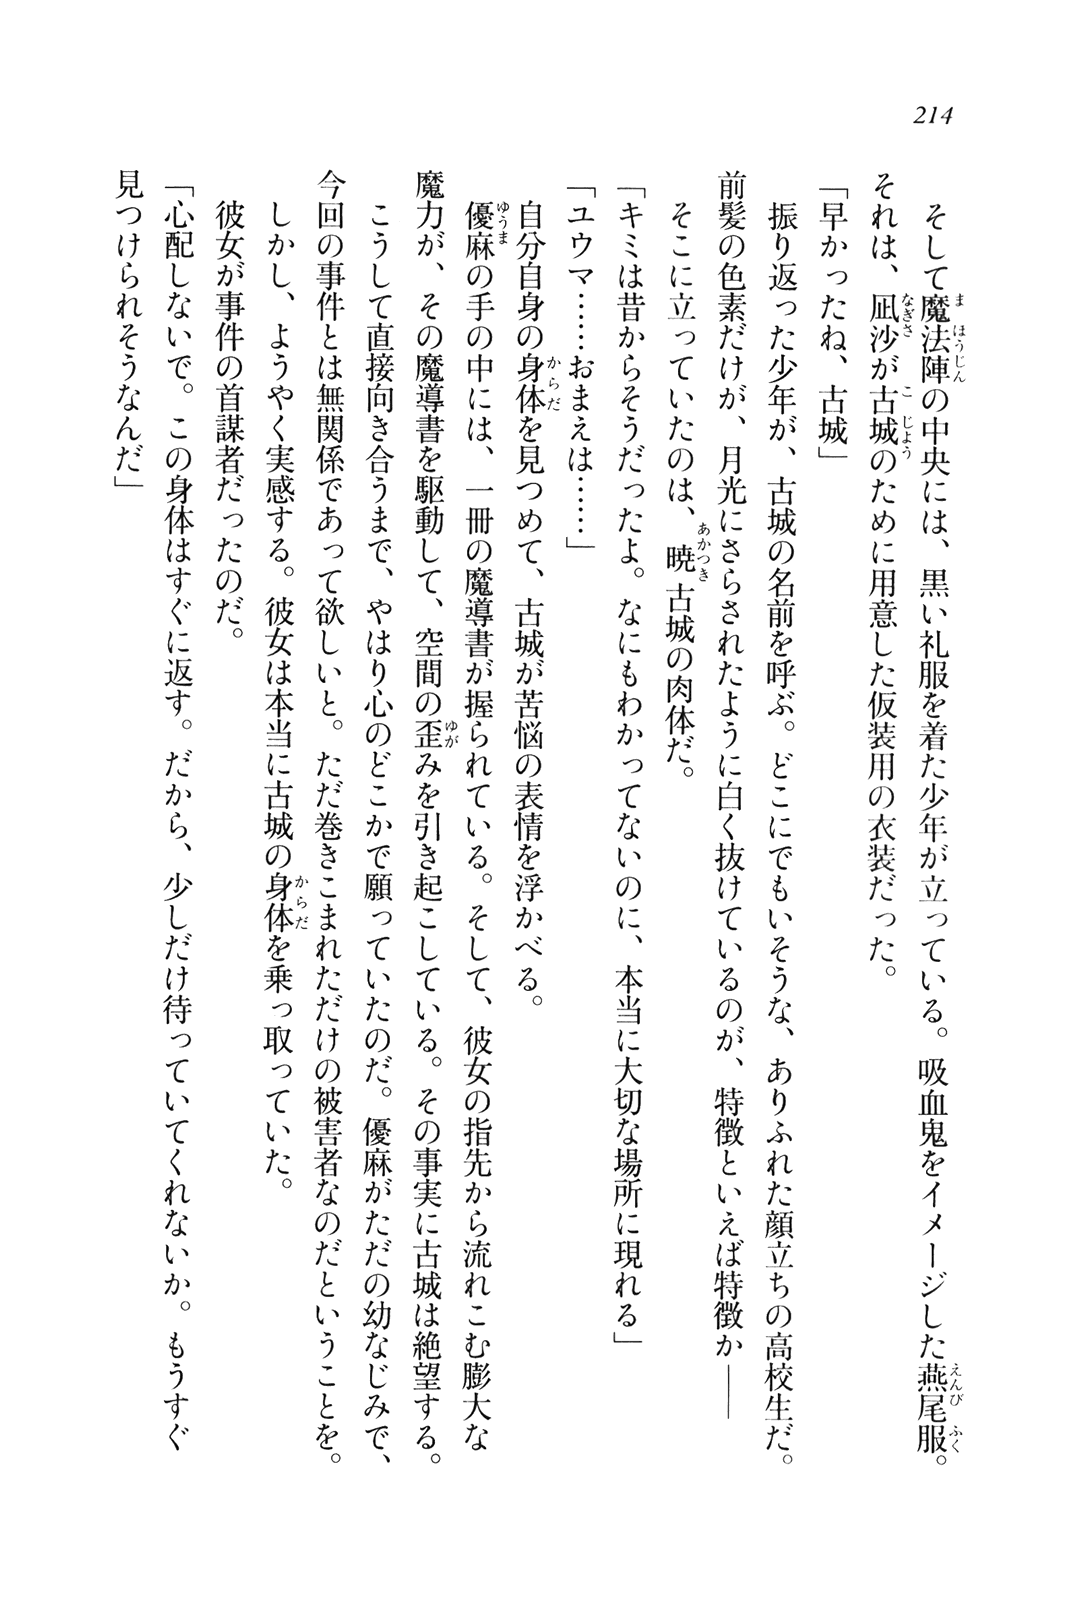 214
そして魔法陣の中央には、黒い礼服を着た少年が立っている。吸血鬼をイメージした燕尾服。
それは、凪沙が古城のために用意した仮装用の衣装だった。
「早かったね、古城」
振り返った少年が、古城の名前を呼ぶ。どこにでもいそうな、ありふれた顔立ちの高校生だ。
前髪の色素だけが、月光にさらされたように白く抜けているのが、特徴といえば特徴か――
そこに立っていたのは、暁古城の肉体だ。
「キミは昔からそうだったよ。なにもわかってないのに、本当に大切な場所に現れる」
「ユウマ……おまえは……」
自分自身の身体を見つめて、古城が苦悩の表情を浮かべる。
優麻の手の中には、一冊の魔導書が握られている。そして、彼女の指先から流れこむ膨大な
魔力が、その魔導書を駆動して、空間の歪みを引き起こしている。その事実に古城は絶望する。
こうして直接向き合うまで、やはり心のどこかで願っていたのだ。優麻がただの幼なじみで、
今回の事件とは無関係であって欲しいと。ただ巻きこまれただけの被害者なのだということを。
しかし、ようやく実感する。彼女は本当に古城の身体を乗っ取っていた。
彼女が事件の首謀者だったのだ。
「心配しないで。この身体はすぐに返す。だから、少しだけ待っていてくれないか。もうすぐ
見つけられそうなんだ」